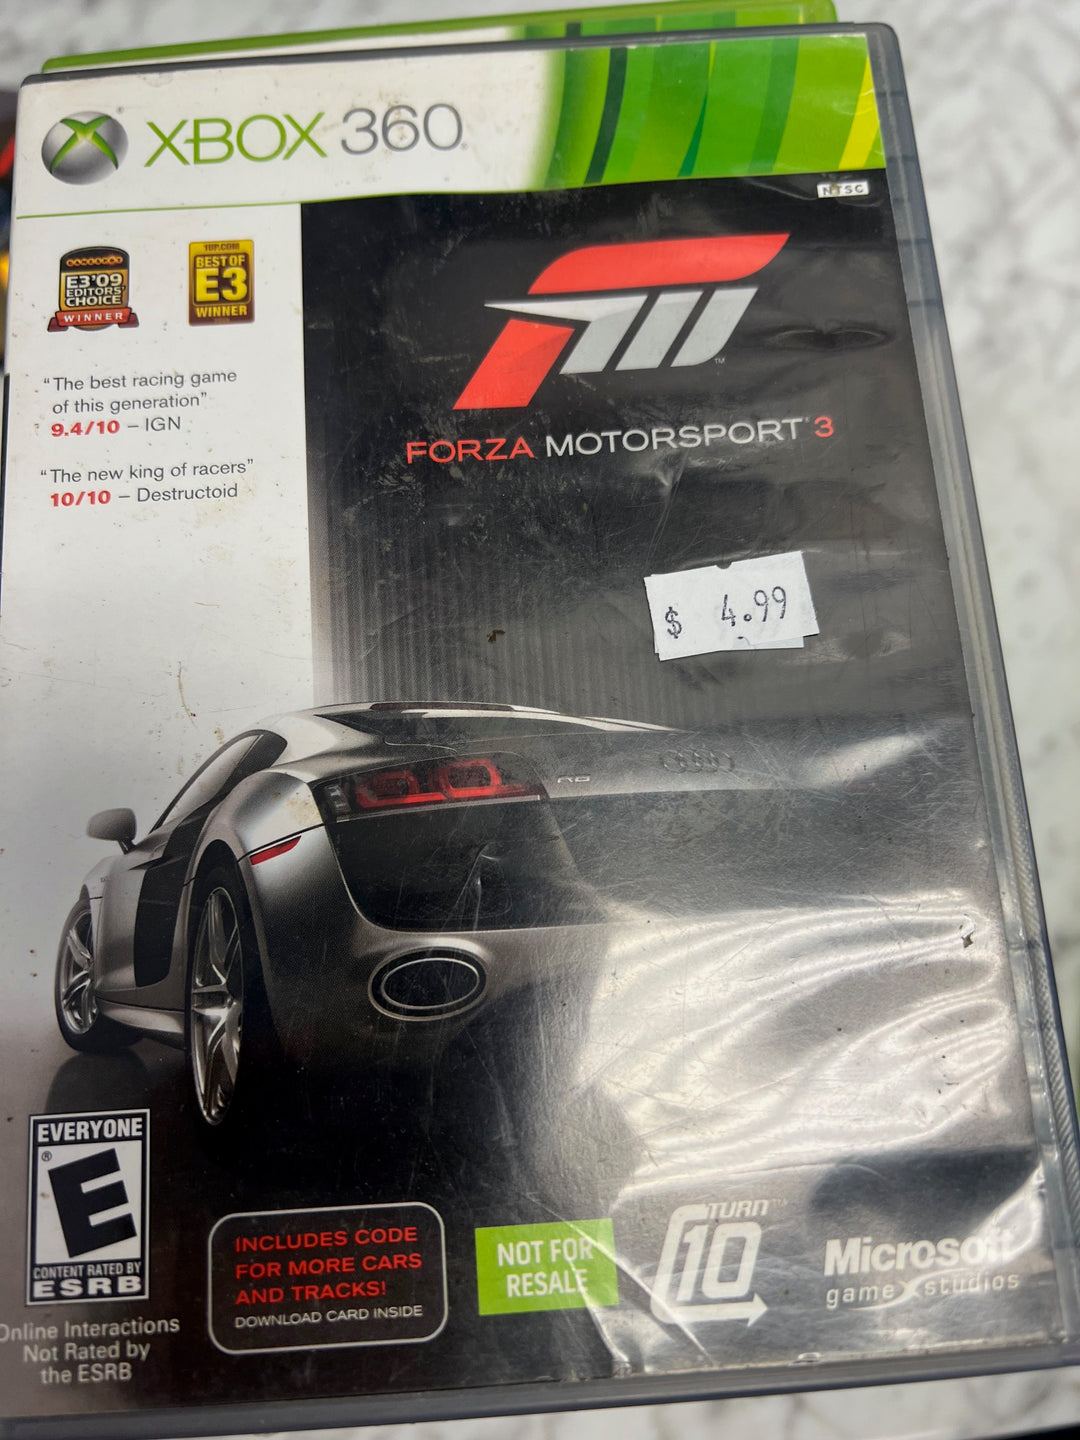 XBOX 360
NTSC
E3'09
EDITORS'
CHOICE
WINNER
1UP.COM
BEST OF
E3
WINNER
"The best racing game
of this generation"
9.4/10 – IGN
"The new king of racers"
10/10 – Destructoid
FORZA MOTORSPORT 3
$ 4.99
R8
EVERYONE
E
CONTENT RATED BY
ESRB
Online Interactions
Not Rated by
the ESRB
INCLUDES CODE
FOR MORE CARS
AND TRACKS!
DOWNLOAD CARD INSIDE
NOT FOR
RESALE
TURN
10
Microsoft
game studios